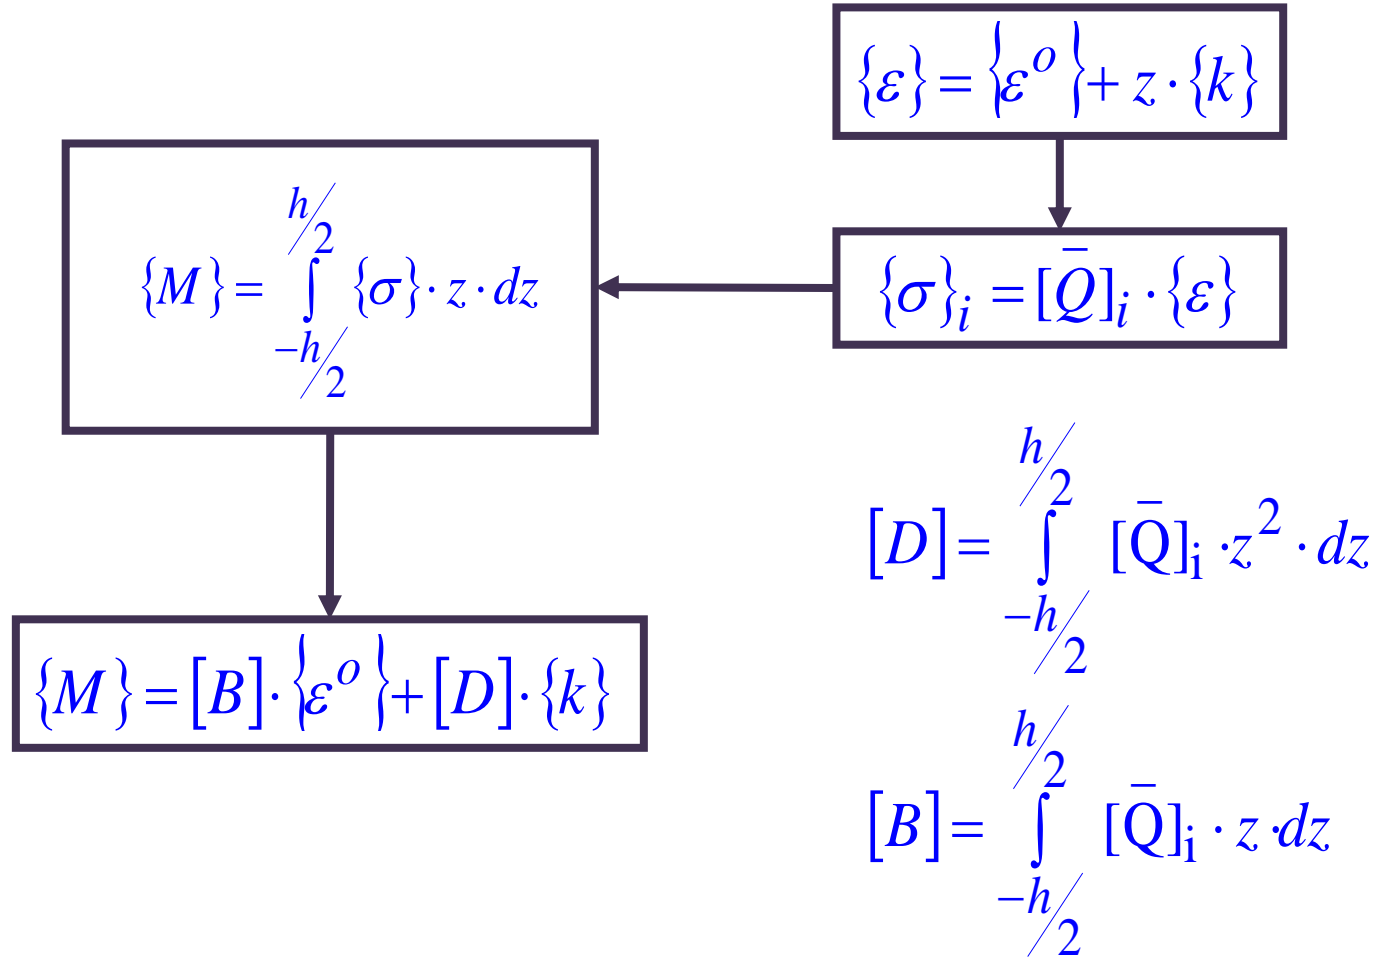 {ε} = {ε^o} + z · {k}
{σ}_i = [Q̄]_i · {ε}
{M} = ∫_{-h/2}^{h/2} {σ} · z · dz
{M} = [B] · {ε^o} + [D] · {k}
[D] = ∫_{-h/2}^{h/2} [Q̄]_i · z^2 · dz
[B] = ∫_{-h/2}^{h/2} [Q̄]_i · z · dz